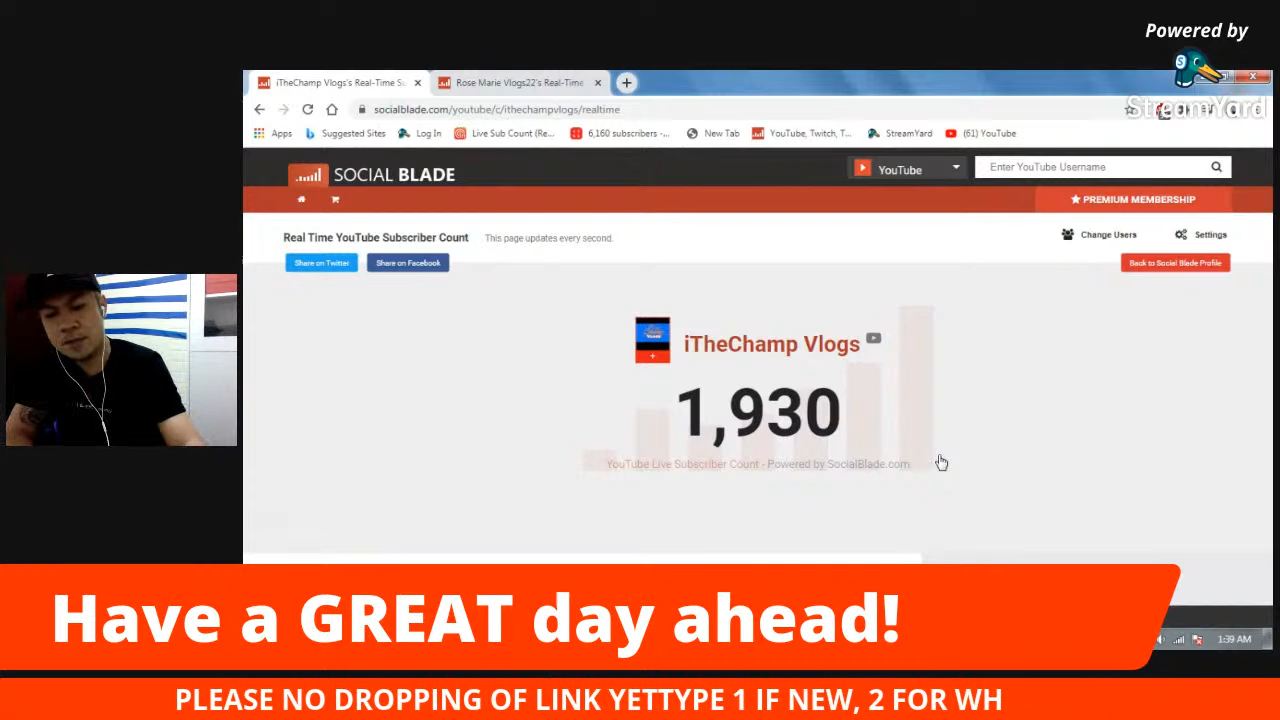 Powered by
StreamYard
iTheChamp Vlogs's Real-Time Su
Rose Marie Vlogs22's Real-Time
socialblade.com/youtube/c/ithechampvlogs/realtime
Apps
Suggested Sites
Log In
Live Sub Count (Re...
6,160 subscribers -...
New Tab
YouTube, Twitch, T...
StreamYard
(61) YouTube
SOCIAL BLADE
YouTube
Enter YouTube Username
PREMIUM MEMBERSHIP
Real Time YouTube Subscriber Count
This page updates every second.
Change Users
Settings
Share on Twitter
Share on Facebook
Back to Social Blade Profile
iTheChamp Vlogs
1,930
YouTube Live Subscriber Count - Powered by SocialBlade.com
Have a GREAT day ahead!
1:39 AM
PLEASE NO DROPPING OF LINK YETTYPE 1 IF NEW, 2 FOR WH